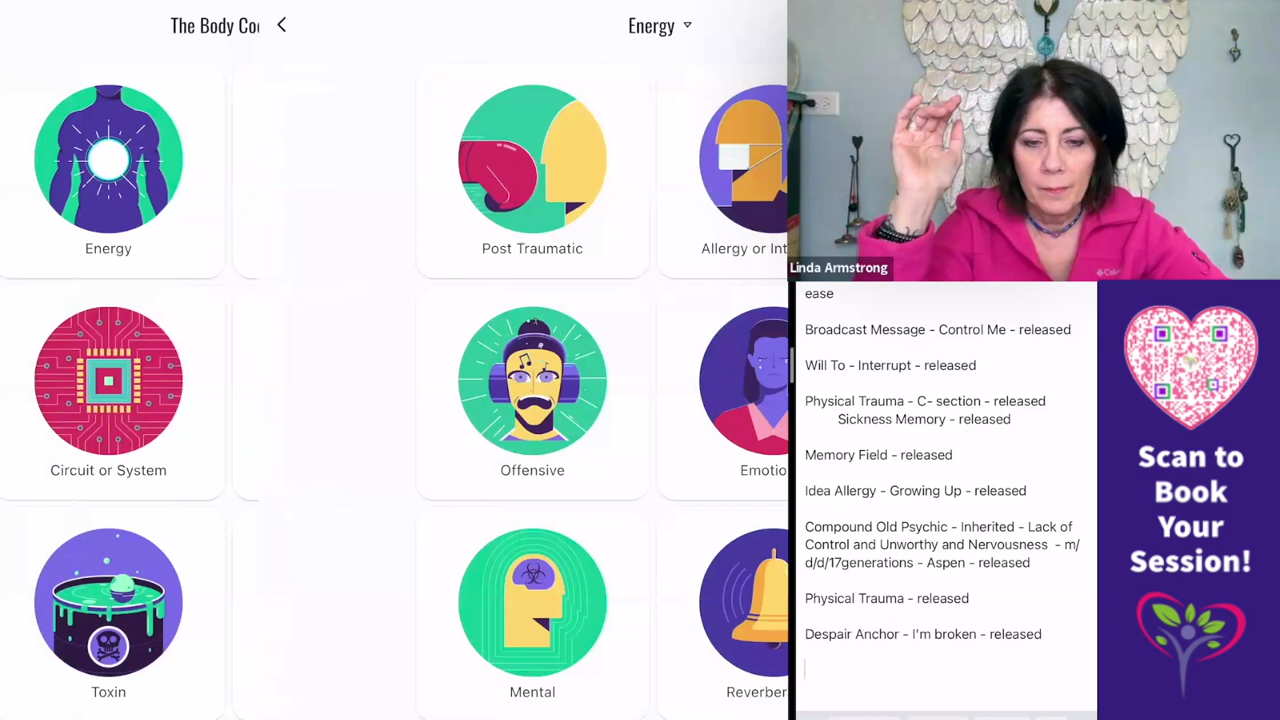 The Body Co
Energy
Energy
Post Traumatic
Allergy or Int
Circuit or System
Offensive
Emotio
Toxin
Mental
Reverber
Linda Armstrong
ease
Broadcast Message - Control Me - released
Will To - Interrupt - released
Physical Trauma - C- section - released
Sickness Memory - released
Memory Field - released
Idea Allergy - Growing Up - released
Compound Old Psychic - Inherited - Lack of
Control and Unworthy and Nervousness - m/
d/d/17generations - Aspen - released
Physical Trauma - released
Despair Anchor - I'm broken - released
Scan to
Book
Your
Session!